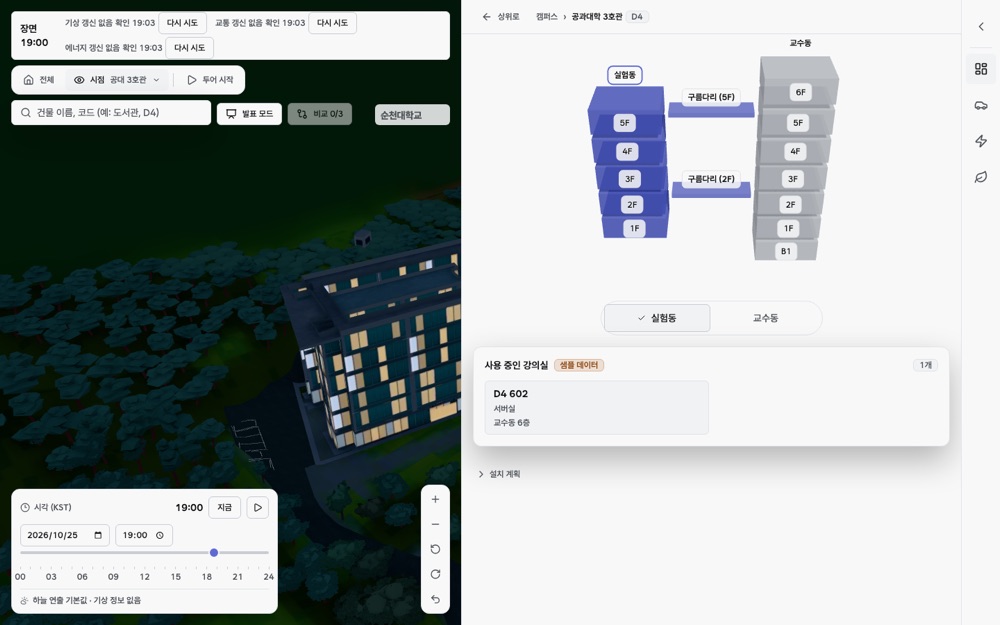 장면
19:00
기상 갱신 없음 확인 19:03 다시 시도 교통 갱신 없음 확인 19:03 다시 시도
에너지 갱신 없음 확인 19:03 다시 시도
전체 시점 공대 3호관 투어 시작
건물 이름, 코드 (예: 도서관, D4) 발표 모드 비교 0/3 순천대학교
시각 (KST) 19:00 지금
2026/10/25 19:00
00 03 06 09 12 15 18 21 24
하늘 연출 기본값 · 기상 정보 없음
상위로 캠퍼스 › 공과대학 3호관 D4
실험동
5F
4F
3F
2F
1F
구름다리 (5F)
구름다리 (2F)
교수동
6F
5F
4F
3F
2F
1F
B1
실험동 교수동
사용 중인 강의실 샘플 데이터 1개
D4 602
서버실
교수동 6층
설치 계획